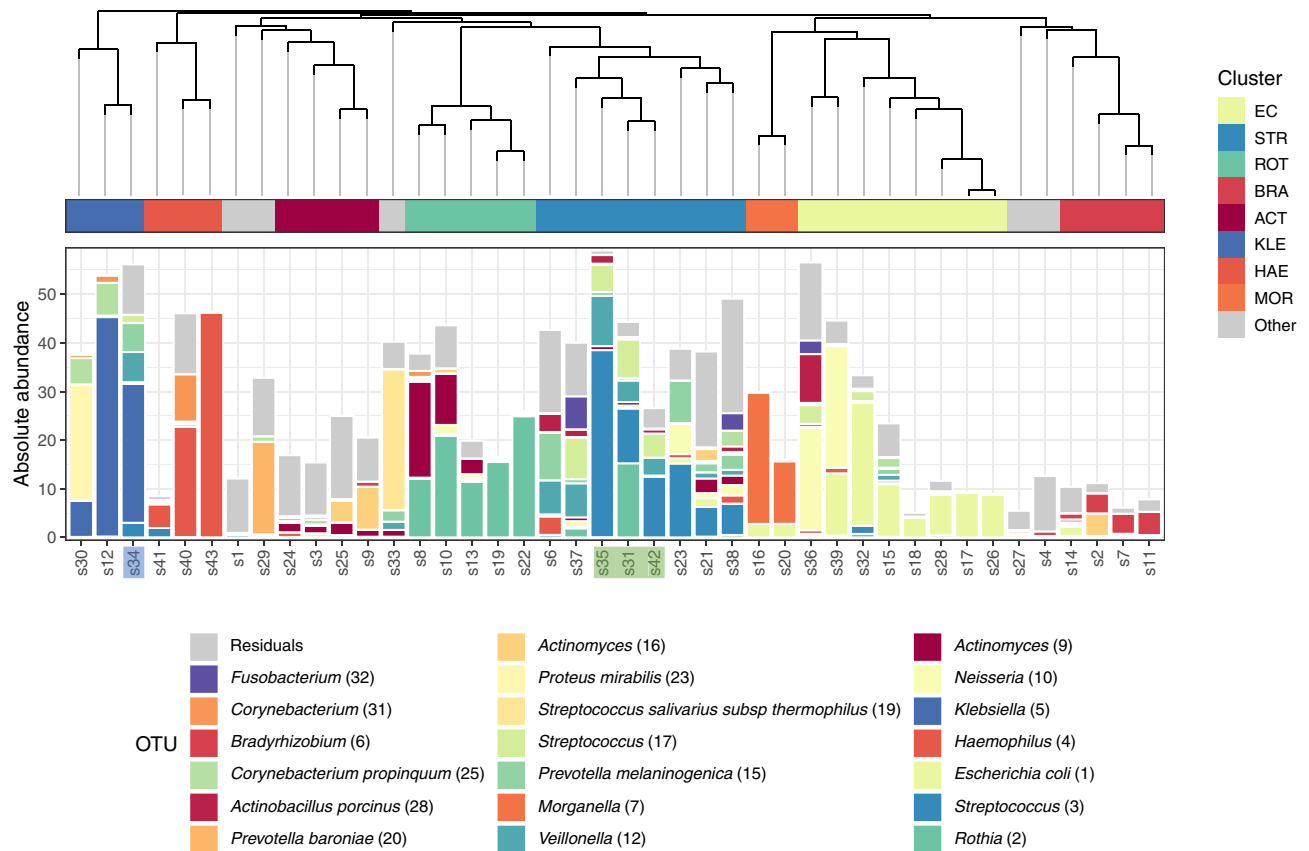 Cluster
EC
STR
ROT
BRA
ACT
KLE
HAE
MOR
Other
Absolute abundance
50
40
30
20
10
0
s30 s12 s34 s41 s40 s43 s1 s29 s24 s3 s25 s9 s33 s8 s10 s13 s19 s22 s6 s37 s35 s31 s42 s23 s21 s38 s16 s20 s36 s39 s32 s15 s18 s28 s17 s26 s27 s4 s14 s2 s7 s11
OTU
Residuals
Fusobacterium (32)
Corynebacterium (31)
Bradyrhizobium (6)
Corynebacterium propinquum (25)
Actinobacillus porcinus (28)
Prevotella baroniae (20)
Actinomyces (16)
Proteus mirabilis (23)
Streptococcus salivarius subsp thermophilus (19)
Streptococcus (17)
Prevotella melaninogenica (15)
Morganella (7)
Veillonella (12)
Actinomyces (9)
Neisseria (10)
Klebsiella (5)
Haemophilus (4)
Escherichia coli (1)
Streptococcus (3)
Rothia (2)